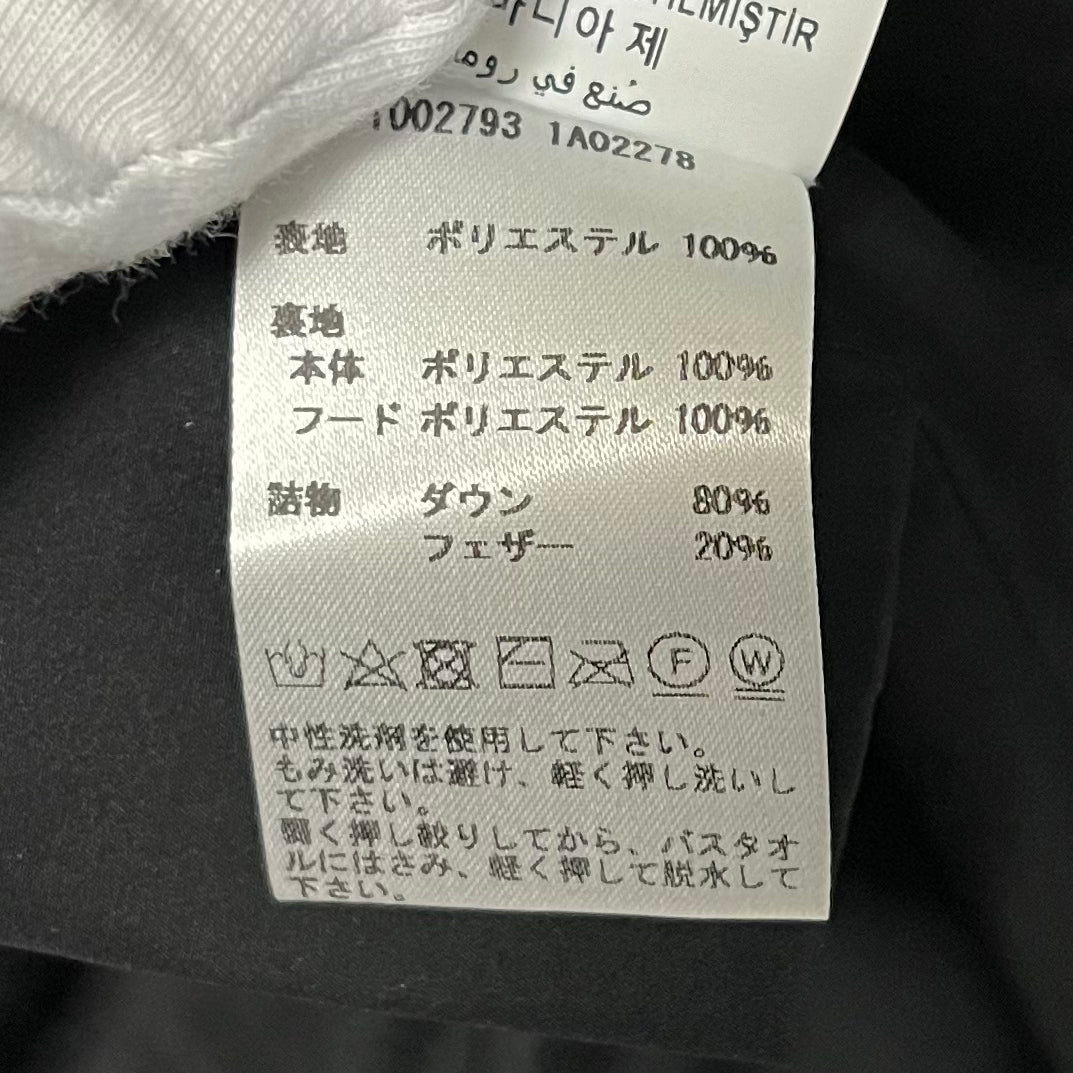 마니아 제
صُنع في روما
1002793 1A02278
表地 ポリエステル 100%
裏地
本体 ポリエステル 100%
フード ポリエステル 100%
詰物 ダウン 80%
フェザー 20%
F W
中性洗剤を使用して下さい。
もみ洗いは避け、軽く押し洗いし
て下さい。
軽く押し絞りしてから、バスタオ
ルにはさみ、軽く押して脱水して
下さい。